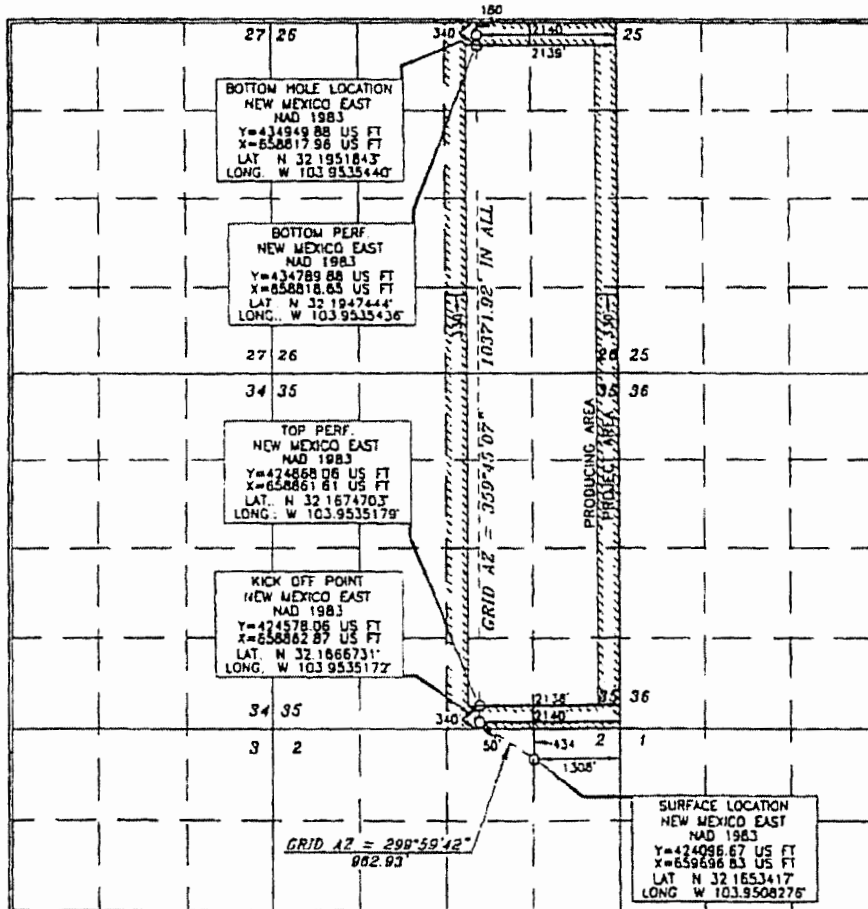 180
27 26
340'
2140'
25
2139'
BOTTOM HOLE LOCATION
NEW MEXICO EAST
NAD 1983
Y=434949.88 US FT
X=658817.96 US FT
LAT. N 32.1951843°
LONG. W 103.9535440°
BOTTOM PERF.
NEW MEXICO EAST
NAD 1983
Y=434789.88 US FT
X=658818.65 US FT
LAT. N 32.1947444°
LONG.. W 103.9535436°
GRID AZ = 359°45'07" 10371.92' IN ALL
330'
330'
27 26
26 25
34 35
35 36
PRODUCING AREA
PROJECT AREA
TOP PERF.
NEW MEXICO EAST
NAD 1983
Y=424868.06 US FT
X=658861.61 US FT
LAT.. N 32.1674703°
LONG.: W 103.9535179°
KICK OFF POINT
NEW MEXICO EAST
NAD 1983
Y=424578.06 US FT
X=658862.87 US FT
LAT. N 32.1666731°
LONG. W 103.9535172°
34 35
2138'
35 36
340'
2140'
3 2
50'
434
2 1
1308'
GRID AZ = 299°59'42"
962.93'
SURFACE LOCATION
NEW MEXICO EAST
NAD 1983
Y=424096.67 US FT
X=659696.83 US FT
LAT N 32.1653417°
LONG W 103.9508276°